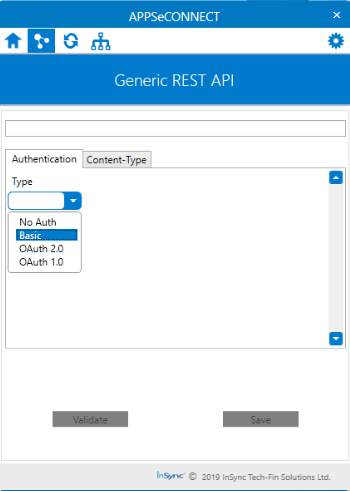 APPSeCONNECT
Generic REST API
Authentication Content-Type
Type
No Auth
Basic
OAuth 2.0
OAuth 1.0
Validate Save
InSync © 2019 InSync Tech-Fin Solutions Ltd.